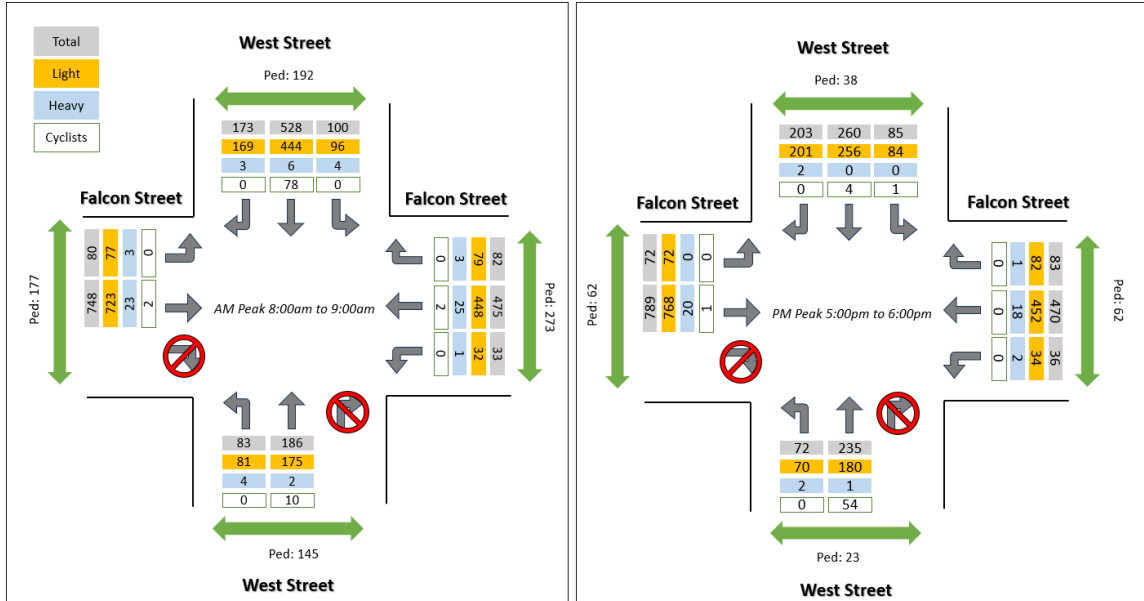 Total
Light
Heavy
Cyclists
West Street
Ped: 192
173 528 100
169 444 96
3 6 4
0 78 0
Falcon Street
Falcon Street
Ped: 177
80 77 3 0
748 723 23 2
AM Peak 8:00am to 9:00am
0 3 79 82
2 25 448 475
0 1 32 33
Ped: 273
83 186
81 175
4 2
0 10
Ped: 145
West Street
West Street
Ped: 38
203 260 85
201 256 84
2 0 0
0 4 1
Falcon Street
Falcon Street
Ped: 62
72 72 0 0
789 768 20 1
PM Peak 5:00pm to 6:00pm
0 1 82 83
0 18 452 470
0 2 34 36
Ped: 62
72 235
70 180
2 1
0 54
Ped: 23
West Street